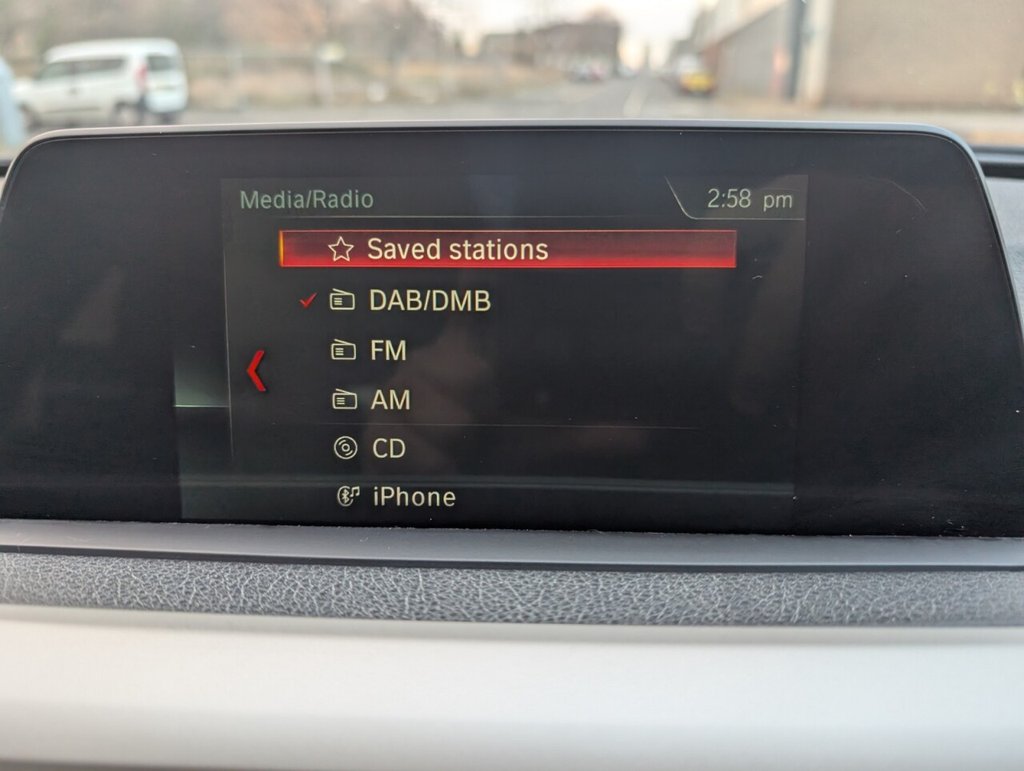 Media/Radio
2:58 pm
Saved stations
DAB/DMB
FM
AM
CD
iPhone